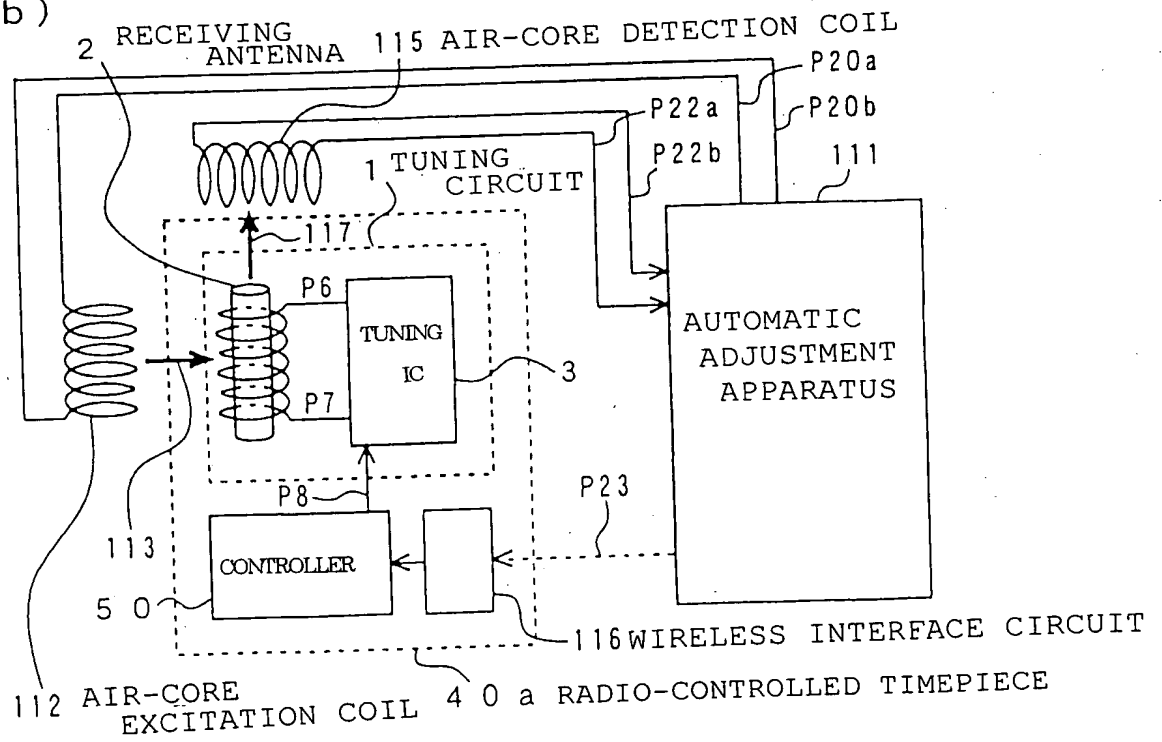 b)
2 RECEIVING
ANTENNA
115 AIR-CORE DETECTION COIL
P20a
P22a
P20b
P22b
111
1 TUNING
CIRCUIT
117
P6
TUNING
IC
3
P7
AUTOMATIC
ADJUSTMENT
APPARATUS
P8
P23
113
CONTROLLER
50
116 WIRELESS INTERFACE CIRCUIT
112 AIR-CORE
EXCITATION COIL
40a RADIO-CONTROLLED TIMEPIECE